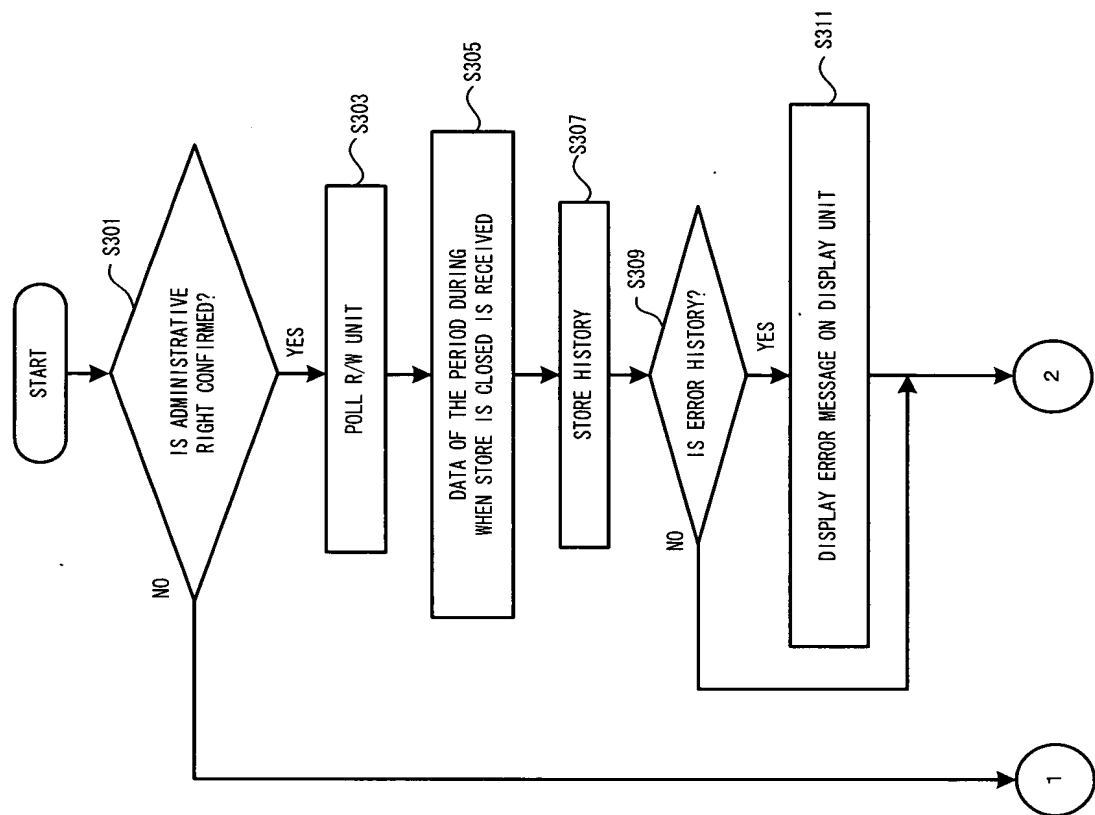 START
S301
IS ADMINISTRATIVE
RIGHT CONFIRMED?
NO
YES
S303
POLL R/W UNIT
S305
DATA OF THE PERIOD DURING
WHEN STORE IS CLOSED IS RECEIVED
S307
STORE HISTORY
S309
IS ERROR HISTORY?
NO
YES
S311
DISPLAY ERROR MESSAGE ON DISPLAY UNIT
1
2